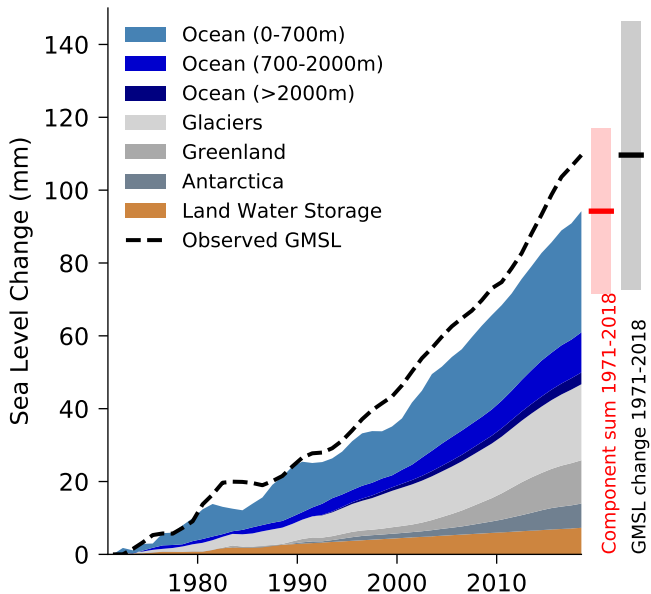 140
120
100
80
60
40
20
0
Sea Level Change (mm)
Ocean (0-700m)
Ocean (700-2000m)
Ocean (>2000m)
Glaciers
Greenland
Antarctica
Land Water Storage
Observed GMSL
1980
1990
2000
2010
Component sum 1971-2018
GMSL change 1971-2018